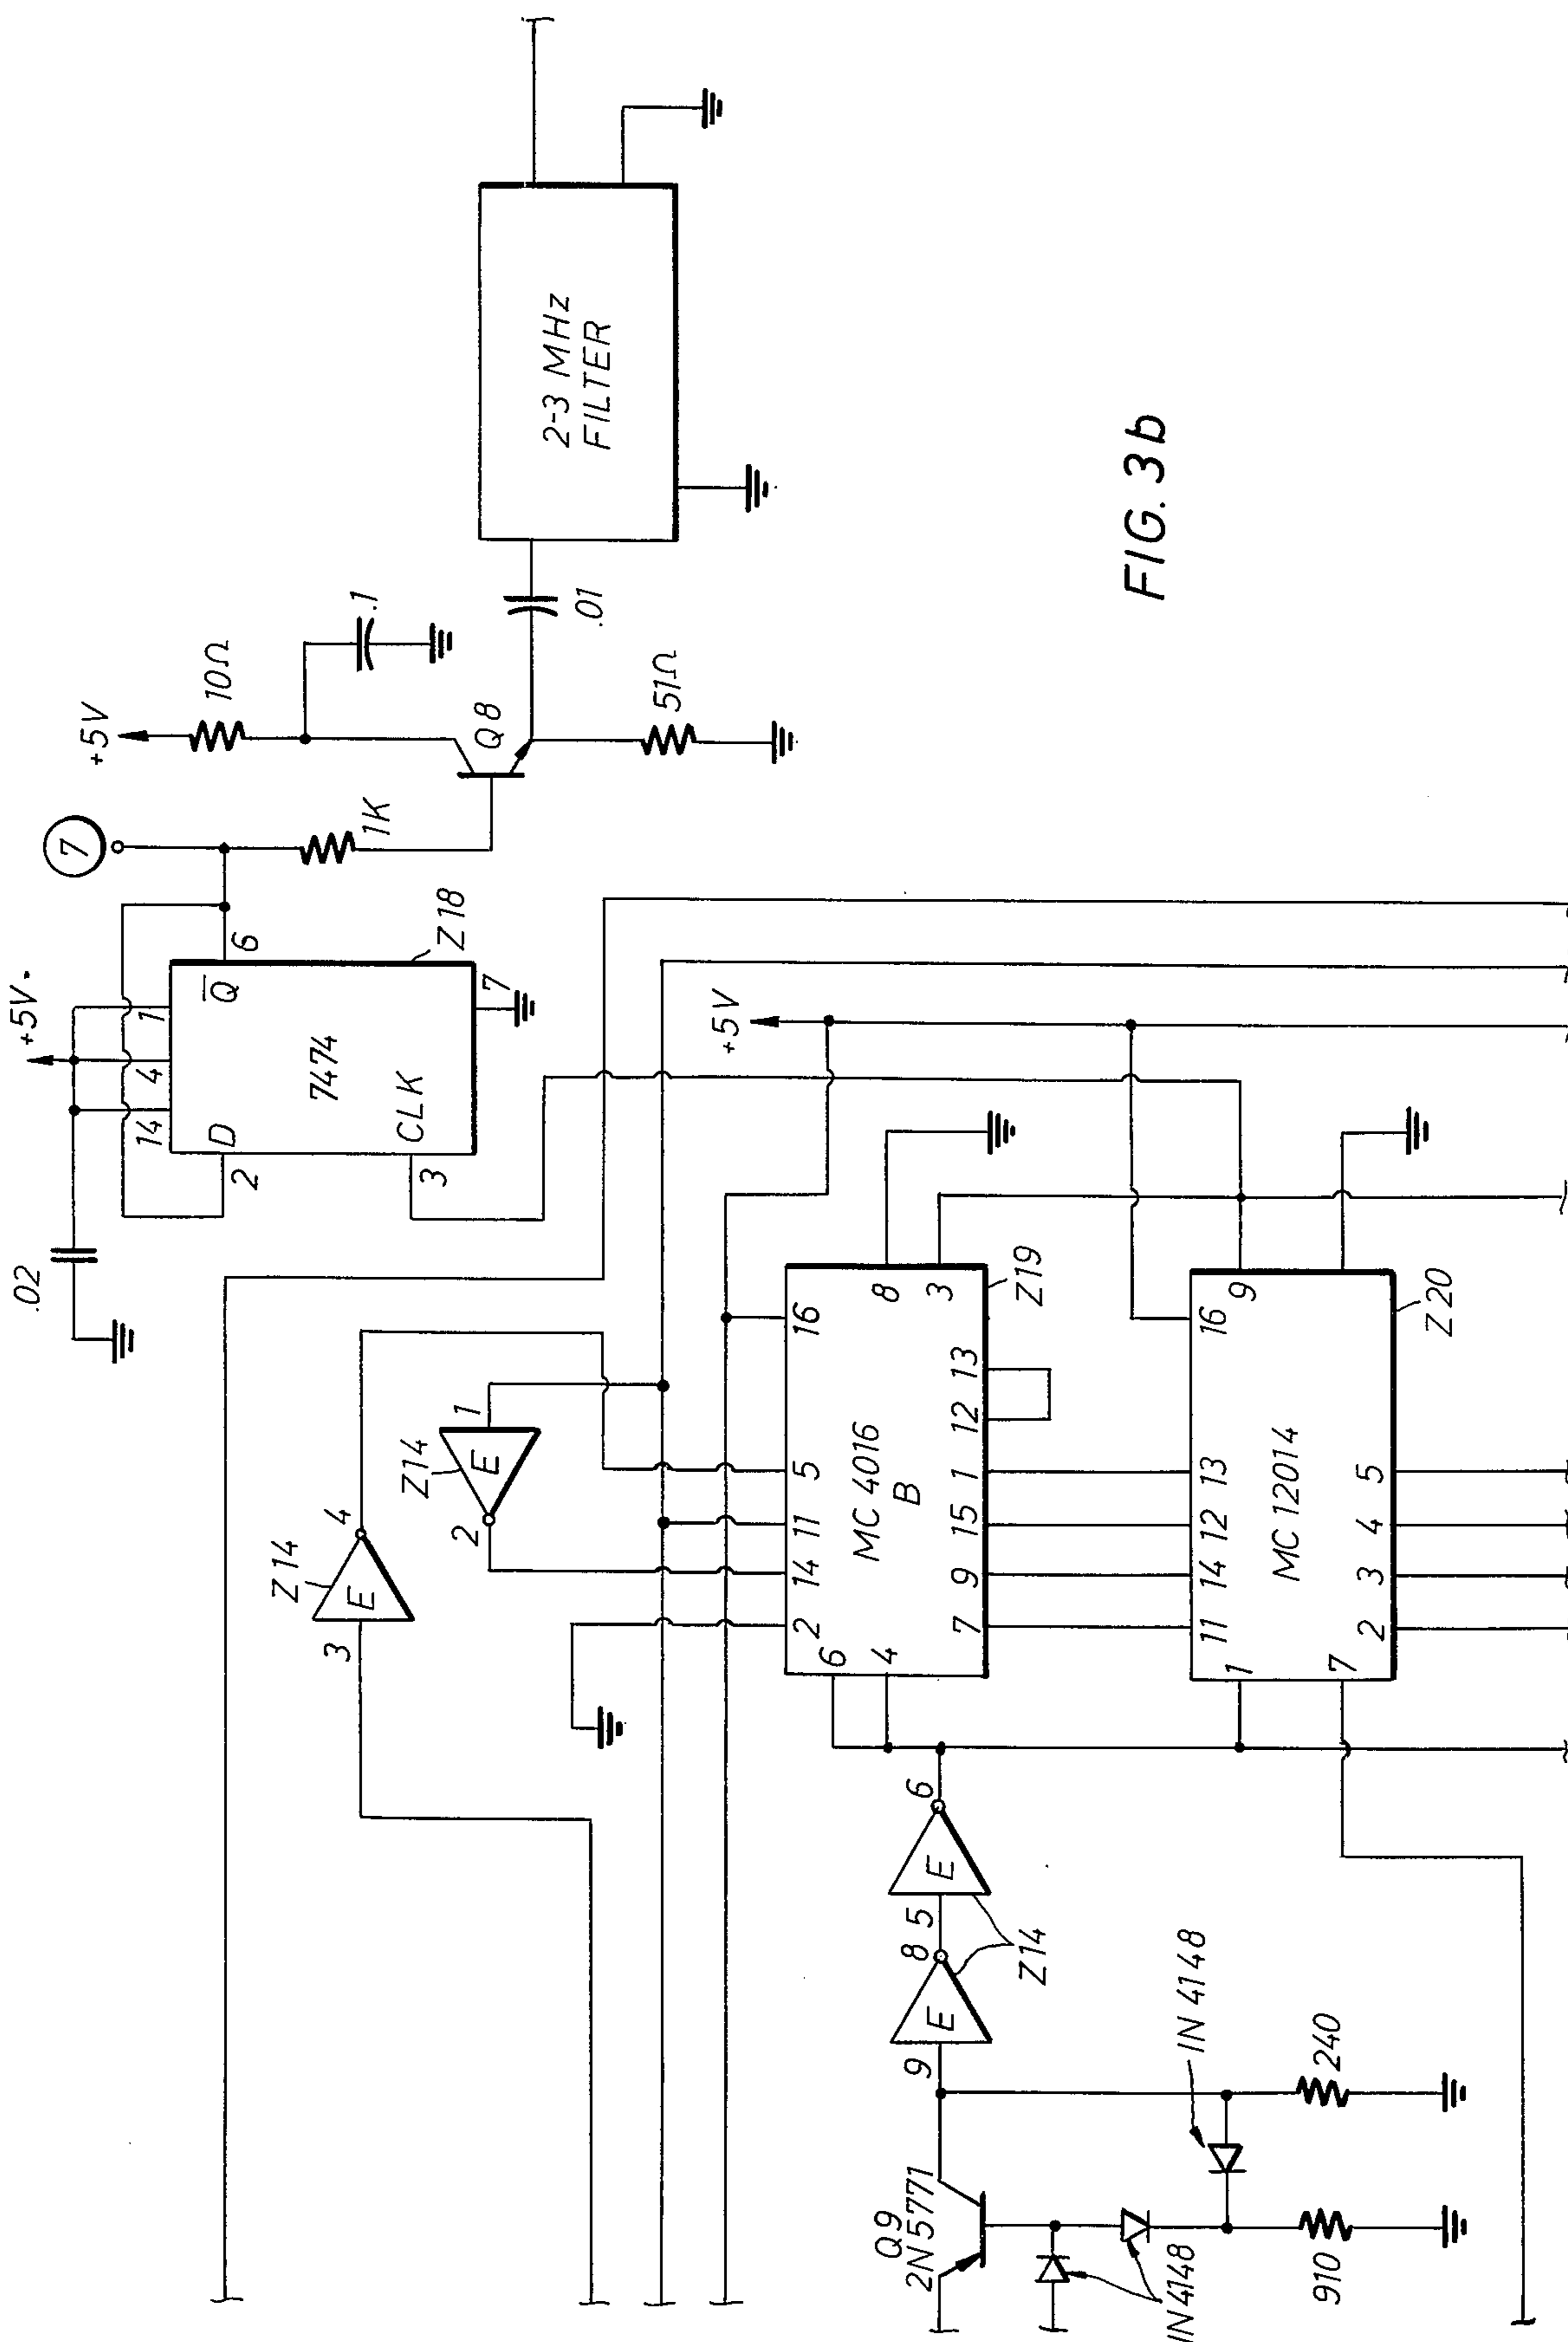 +5V
.02
14
4
1
D
Q
2
6
7474
CLK
3
7
Z18
7
1K
+5V
10Ω
.1
Q8
51Ω
.01
2-3 MHz
FILTER
Z14
3
E
4
Z14
1
E
2
+5V
2
14
11
5
16
6
4
MC 4016
B
8
3
7
9
15
1
12
13
Z19
11
14
12
13
16
1
7
MC 12014
9
2
3
4
5
Z20
Q9
2N5771
9
E
8
5
E
6
Z14
IN4148
IN4148
910
240
FIG. 3b